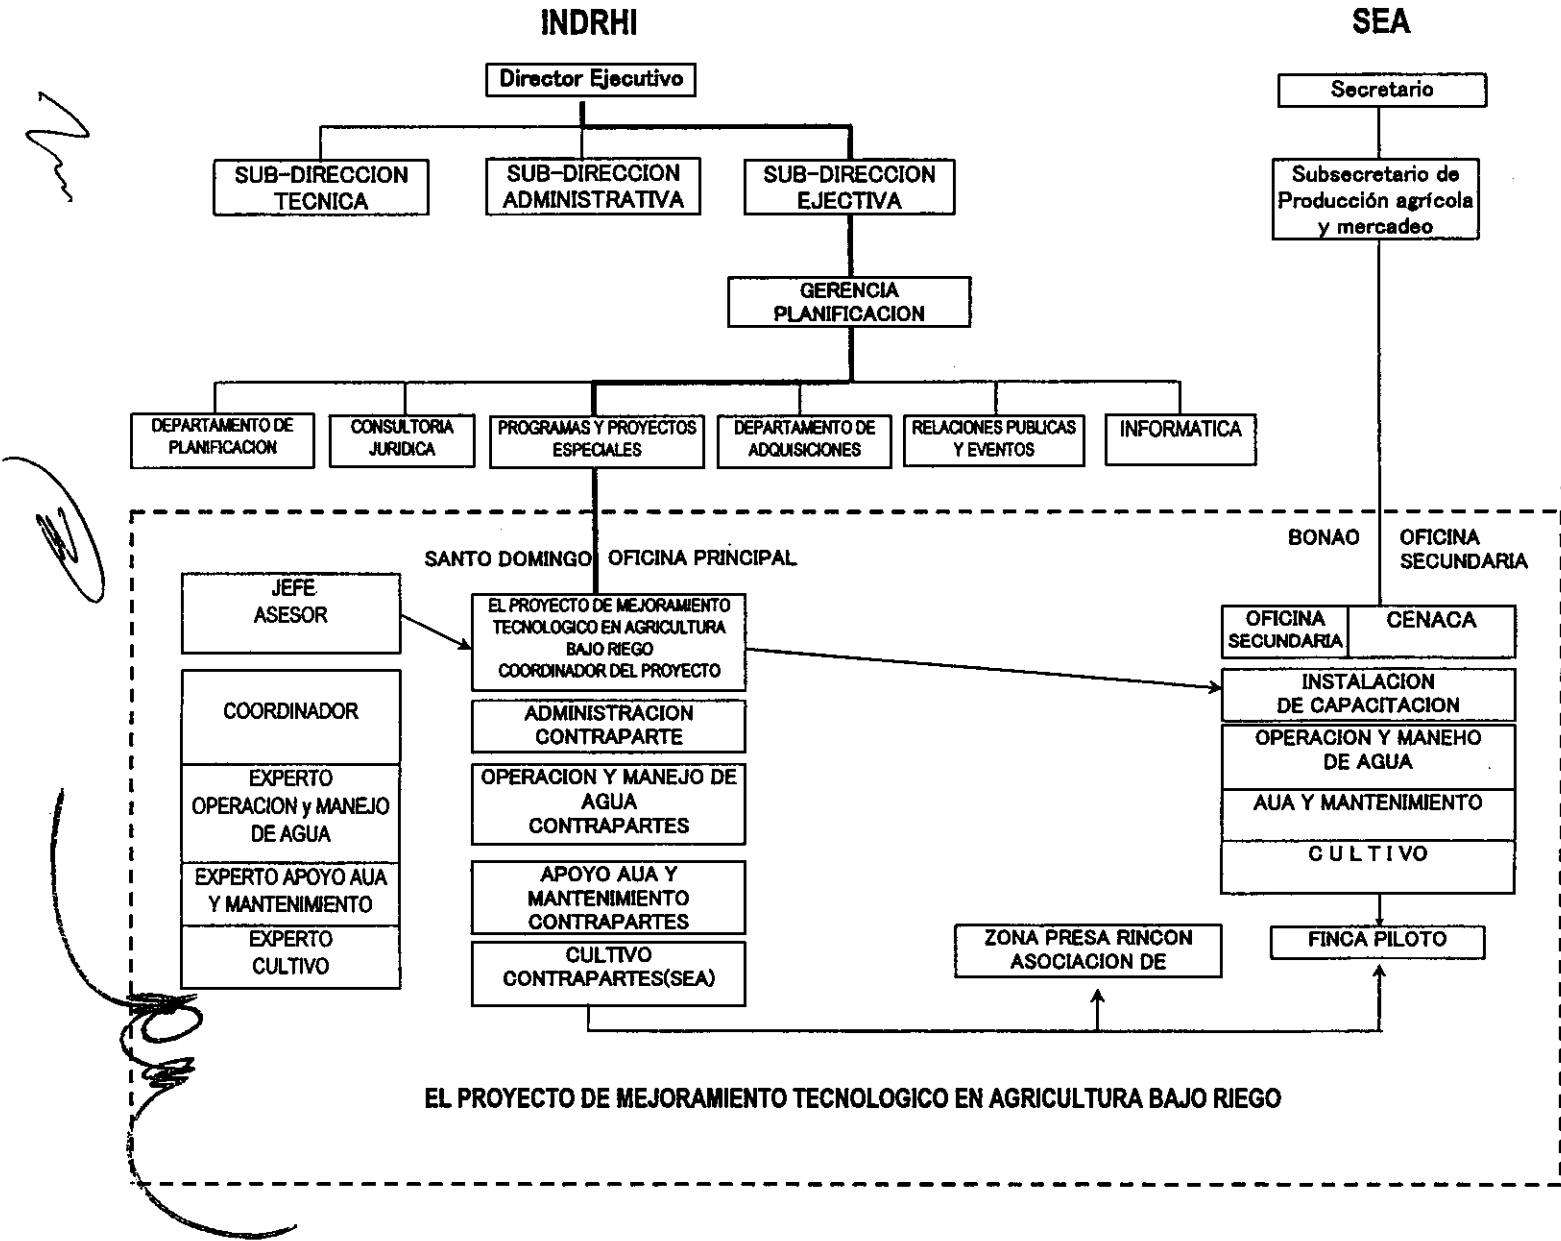 INDRHI
SEA
Director Ejecutivo
Secretario
SUB-DIRECCION
TECNICA
SUB-DIRECCION
ADMINISTRATIVA
SUB-DIRECCION
EJECTIVA
Subsecretario de
Producción agrícola
y mercadeo
GERENCIA
PLANIFICACION
DEPARTAMENTO DE
PLANIFICACION
CONSULTORIA
JURIDICA
PROGRAMAS Y PROYECTOS
ESPECIALES
DEPARTAMENTO DE
ADQUISICIONES
RELACIONES PUBLICAS
Y EVENTOS
INFORMATICA
SANTO DOMINGO OFICINA PRINCIPAL
BONAO
OFICINA
SECUNDARIA
JEFE
ASESOR
EL PROYECTO DE MEJORAMIENTO
TECNOLOGICO EN AGRICULTURA
BAJO RIEGO
COORDINADOR DEL PROYECTO
OFICINA
SECUNDARIA
CENACA
COORDINADOR
ADMINISTRACION
CONTRAPARTE
INSTALACION
DE CAPACITACION
EXPERTO
OPERACION y MANEJO
DE AGUA
OPERACION Y MANEJO DE
AGUA
CONTRAPARTES
OPERACION Y MANEHO
DE AGUA
AUA Y MANTENIMIENTO
CULTIVO
EXPERTO APOYO AUA
Y MANTENIMIENTO
APOYO AUA Y
MANTENIMIENTO
CONTRAPARTES
EXPERTO
CULTIVO
CULTIVO
CONTRAPARTES(SEA)
ZONA PRESA RINCON
ASOCIACION DE
FINCA PILOTO
EL PROYECTO DE MEJORAMIENTO TECNOLOGICO EN AGRICULTURA BAJO RIEGO